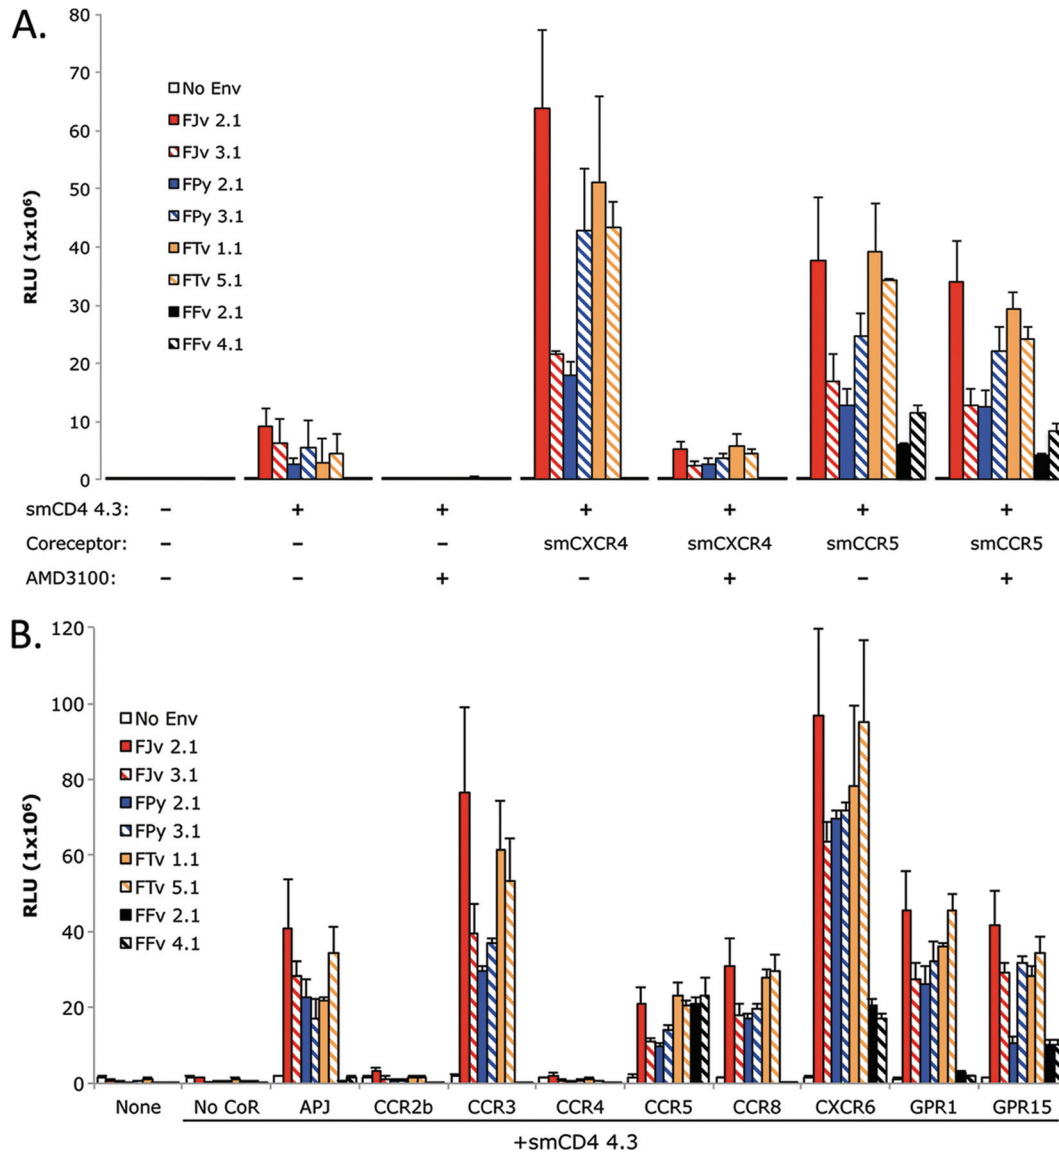 A.
80
70
60
50
40
30
20
10
0
RLU (1x10⁶)
No Env
FJv 2.1
FJv 3.1
FPy 2.1
FPy 3.1
FTv 1.1
FTv 5.1
FFv 2.1
FFv 4.1
smCD4 4.3: – + + + + + +
Coreceptor: – – – smCXCR4 smCXCR4 smCCR5 smCCR5
AMD3100: – – + – + – +
B.
120
100
80
60
40
20
0
RLU (1x10⁶)
No Env
FJv 2.1
FJv 3.1
FPy 2.1
FPy 3.1
FTv 1.1
FTv 5.1
FFv 2.1
FFv 4.1
None No CoR APJ CCR2b CCR3 CCR4 CCR5 CCR8 CXCR6 GPR1 GPR15
+smCD4 4.3